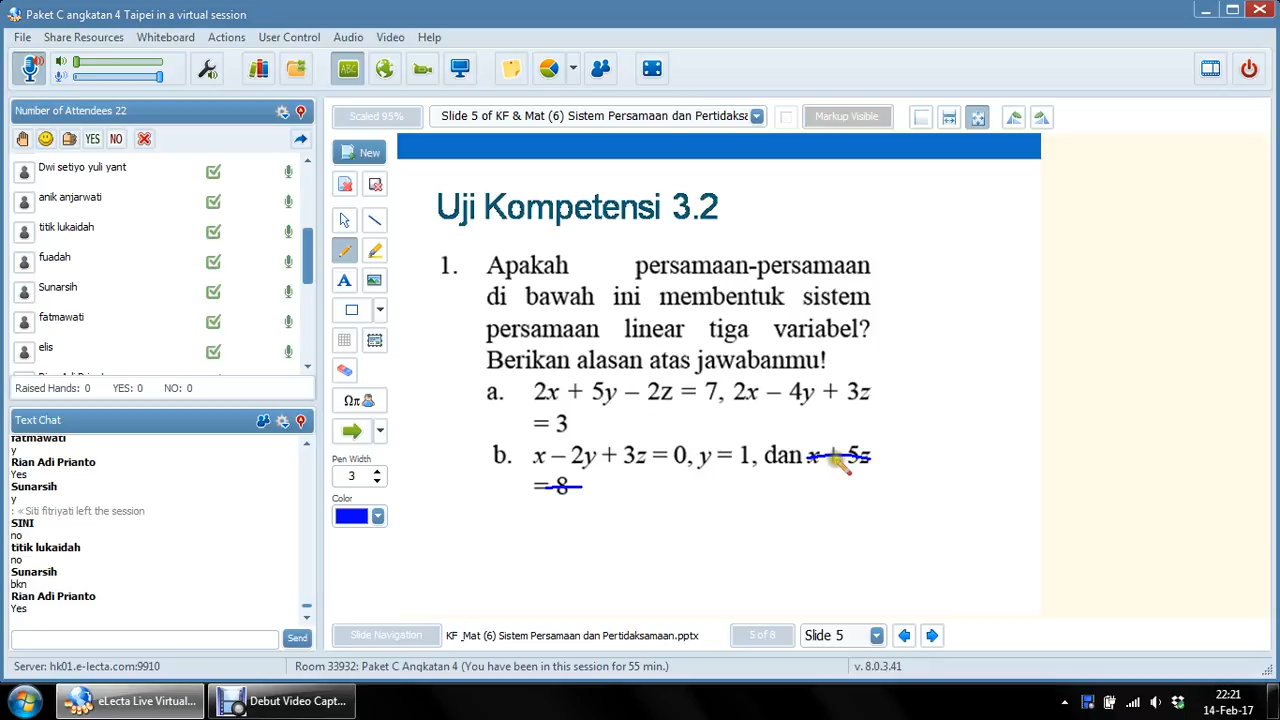 Paket C angkatan 4 Taipei in a virtual session
File Share Resources Whiteboard Actions User Control Audio Video Help
Number of Attendees 22
YES NO
Dwi setiyo yuli yant
anik anjarwati
titik lukaidah
fuadah
Sunarsih
fatmawati
elis
Raised Hands: 0 YES: 0 NO: 0
Text Chat
fatmawati
y
Rian Adi Prianto
Yes
Sunarsih
y
: « Siti fitriyati left the session
SINI
no
titik lukaidah
no
Sunarsih
bkn
Rian Adi Prianto
Yes
Send
ABC
Scaled 95% Slide 5 of KF & Mat (6) Sistem Persamaan dan Pertidaksa Markup Visible
New
A
Ωπ
Pen Width
3
Color
Uji Kompetensi 3.2
1. Apakah persamaan-persamaan
di bawah ini membentuk sistem
persamaan linear tiga variabel?
Berikan alasan atas jawabanmu!
a. 2x + 5y – 2z = 7, 2x – 4y + 3z
= 3
b. x – 2y + 3z = 0, y = 1, dan x + 5z
= 8
Slide Navigation KF _Mat (6) Sistem Persamaan dan Pertidaksamaan.pptx 5 of 8 Slide 5
Server: hk01.e-lecta.com:9910 Room 33932: Paket C Angkatan 4 (You have been in this session for 55 min.) v. 8.0.3.41
eLecta Live Virtual... Debut Video Capt...
22:21
14-Feb-17